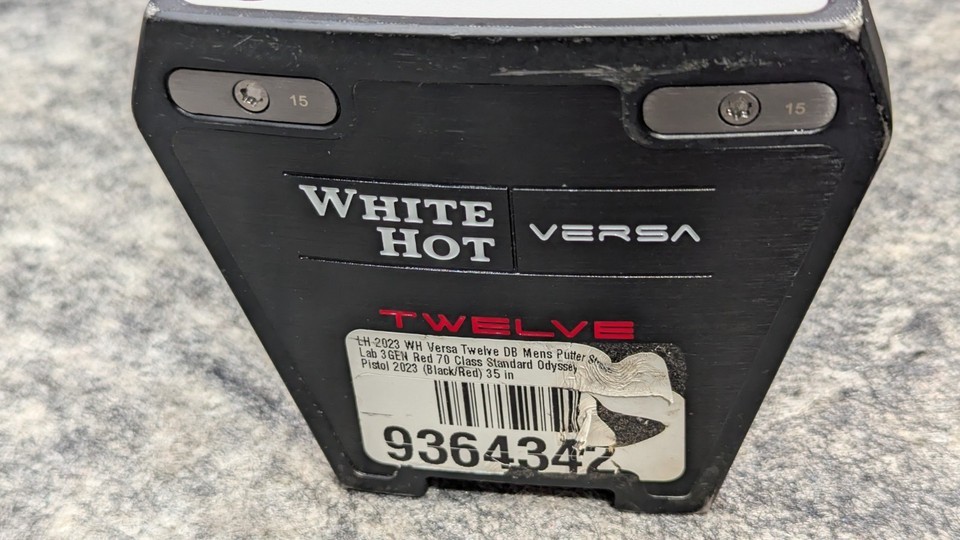 15
15
WHITE
HOT
VERSA
TWELVE
LH-2023 WH Versa Twelve DB Mens Putter
Lab 3GEN Red 70 Class Standard Odyssey
Pistol 2023 (Black/Red) 35 in
9364342